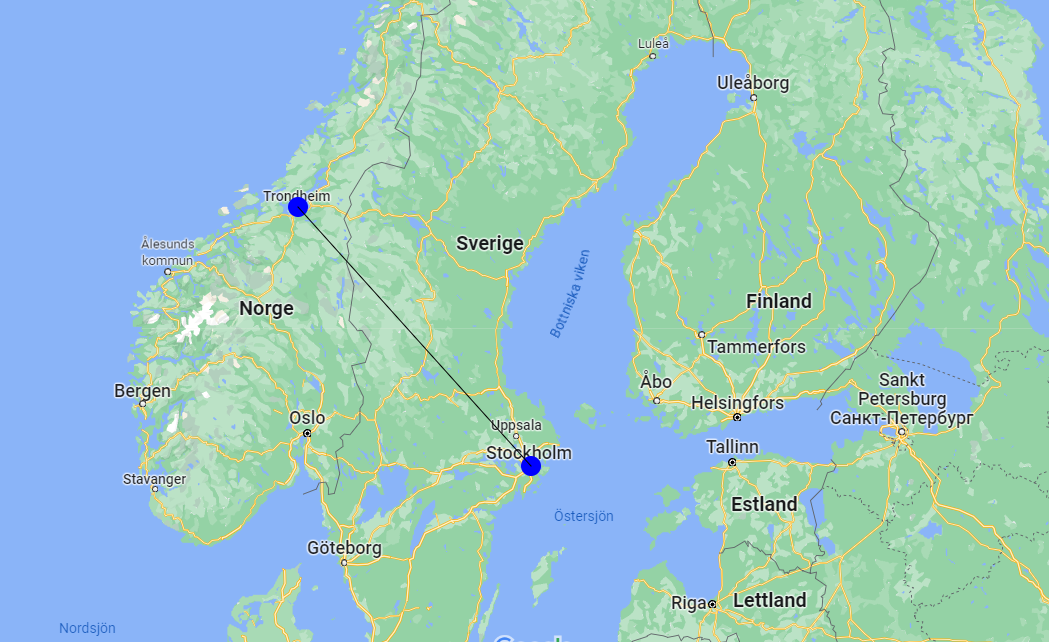 Luleå
Uleåborg
Trondheim
Ålesunds
kommun
Sverige
Bottniska viken
Norge
Finland
Tammerfors
Bergen
Åbo
Sankt
Petersburg
Санкт-Петербург
Helsingfors
Oslo
Uppsala
Stockholm
Tallinn
Stavanger
Estland
Östersjön
Göteborg
Riga
Lettland
Nordsjön